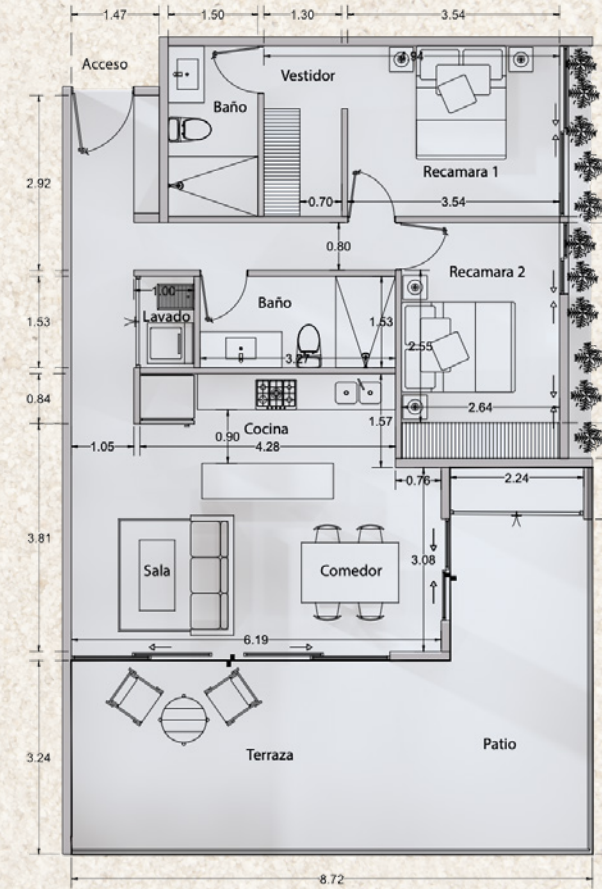 1.47
1.50
1.30
3.54
Acceso
Vestidor
4.94
Baño
Recamara 1
2.92
0.70
3.54
0.80
Recamara 2
1.00
Baño
Lavado
1.53
1.53
2.55
3.27
0.84
2.64
1.57
Cocina
0.90
1.05
4.28
0.76
2.24
3.81
Sala
Comedor
3.08
6.19
3.24
Terraza
Patio
8.72